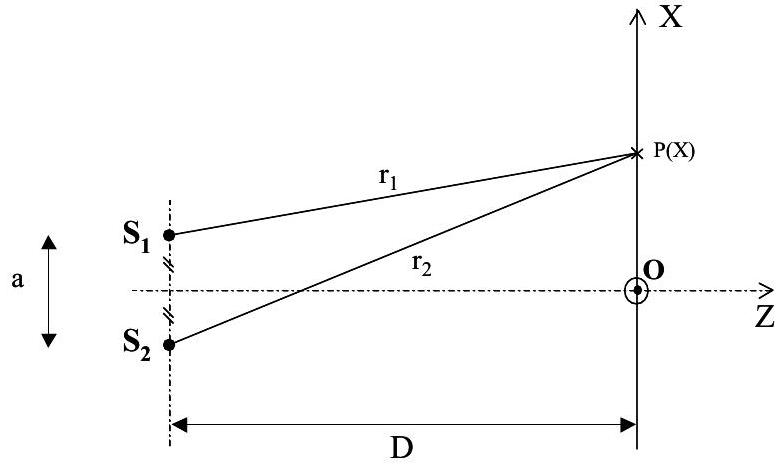 X
P(X)
r1
S1
r2
a
O
Z
S2
D